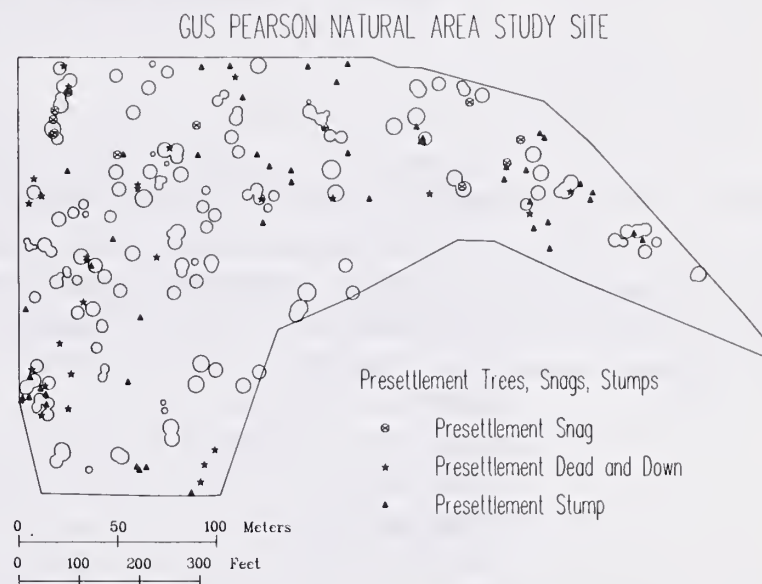 GUS PEARSON NATURAL AREA STUDY SITE
Presettlement Trees, Snags, Stumps
Presettlement Snag
Presettlement Dead and Down
Presettlement Stump
0 50 100 Meters
0 100 200 300 Feet